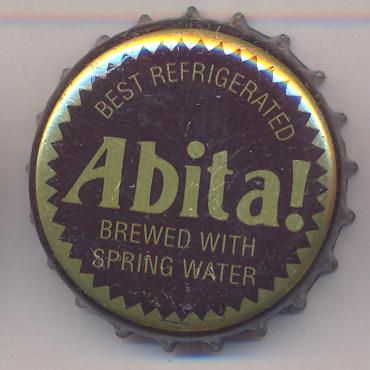 BEST REFRIGERATED
Abita!
BREWED WITH
SPRING WATER